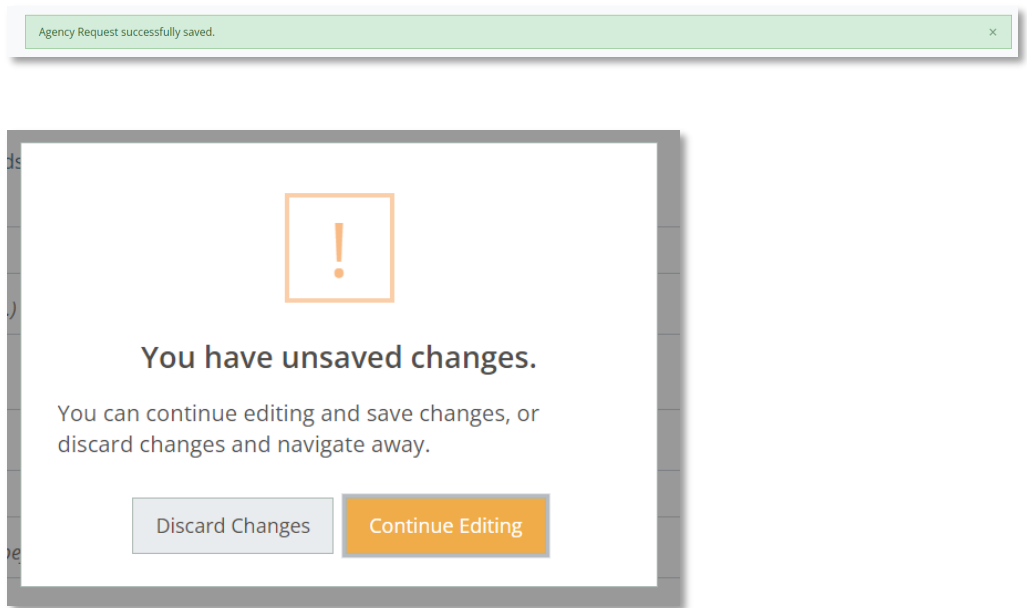 Agency Request successfully saved.
×
ds
.)
!
You have unsaved changes.
You can continue editing and save changes, or
discard changes and navigate away.
Discard Changes
Continue Editing